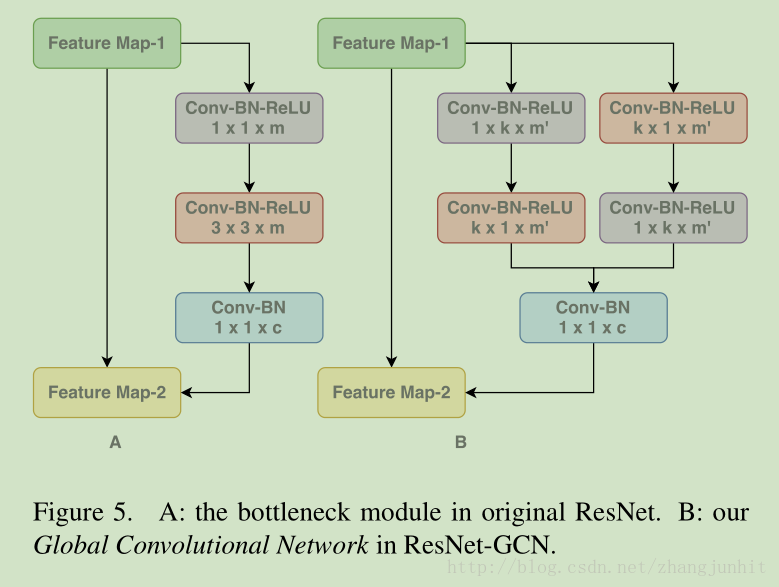 Feature Map-1
Conv-BN-ReLU
1 x 1 x m
Conv-BN-ReLU
3 x 3 x m
Conv-BN
1 x 1 x c
Feature Map-2
A
Feature Map-1
Conv-BN-ReLU
1 x k x m'
Conv-BN-ReLU
k x 1 x m'
Conv-BN-ReLU
k x 1 x m'
Conv-BN-ReLU
1 x k x m'
Conv-BN
1 x 1 x c
Feature Map-2
B
Figure 5. A: the bottleneck module in original ResNet. B: our
Global Convolutional Network in ResNet-GCN.
http://blog.csdn.net/zhangjunhit